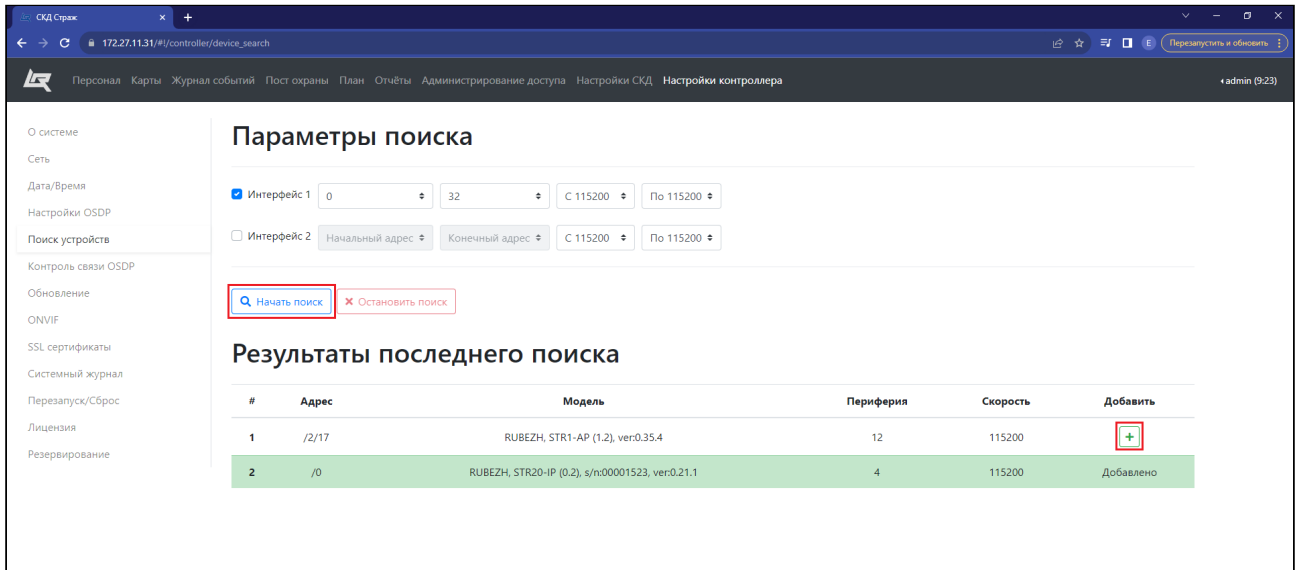 СКД Страж
172.27.11.31/#!/controller/device_search
E
Перезапустить и обновить
Персонал Карты Журнал событий Пост охраны План Отчёты Администрирование доступа Настройки СКД Настройки контроллера
admin (9:23)
О системе
Сеть
Дата/Время
Настройки OSDP
Поиск устройств
Контроль связи OSDP
Обновление
ONVIF
SSL сертификаты
Системный журнал
Перезапуск/Сброс
Лицензия
Резервирование
Параметры поиска
Интерфейс 1 0 32 С 115200 По 115200
Интерфейс 2 Начальный адрес Конечный адрес С 115200 По 115200
Начать поиск Остановить поиск
Результаты последнего поиска
# Адрес Модель Периферия Скорость Добавить
1 /2/17 RUBEZH, STR1-AP (1.2), ver:0.35.4 12 115200 +
2 /0 RUBEZH, STR20-IP (0.2), s/n:00001523, ver:0.21.1 4 115200 Добавлено